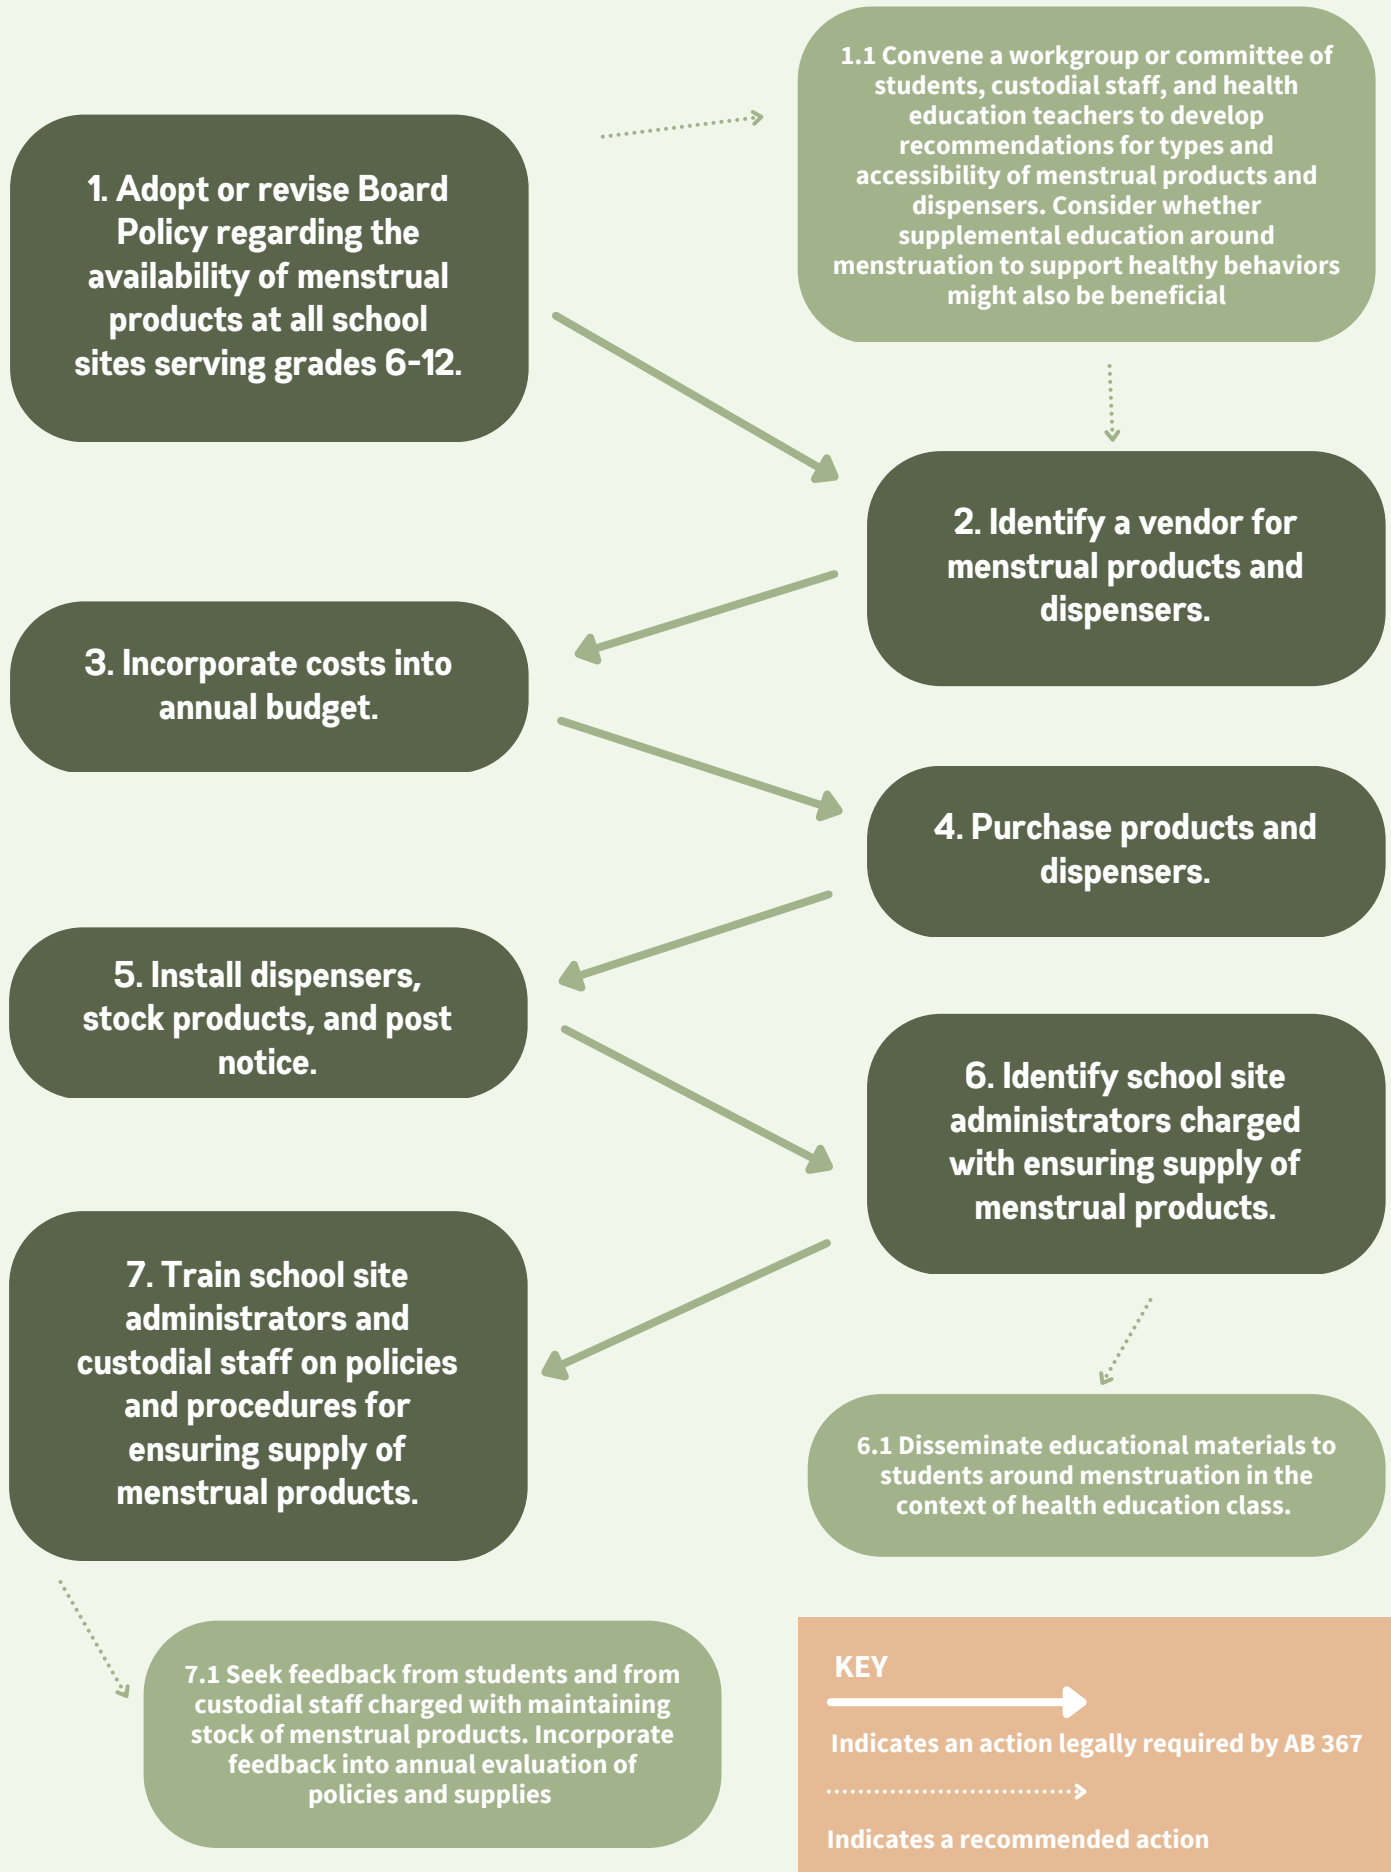 1. Adopt or revise Board
Policy regarding the
availability of menstrual
products at all school
sites serving grades 6-12.
1.1 Convene a workgroup or committee of
students, custodial staff, and health
education teachers to develop
recommendations for types and
accessibility of menstrual products and
dispensers. Consider whether
supplemental education around
menstruation to support healthy behaviors
might also be beneficial
2. Identify a vendor for
menstrual products and
dispensers.
3. Incorporate costs into
annual budget.
4. Purchase products and
dispensers.
5. Install dispensers,
stock products, and post
notice.
6. Identify school site
administrators charged
with ensuring supply of
menstrual products.
6.1 Disseminate educational materials to
students around menstruation in the
context of health education class.
7. Train school site
administrators and
custodial staff on policies
and procedures for
ensuring supply of
menstrual products.
7.1 Seek feedback from students and from
custodial staff charged with maintaining
stock of menstrual products. Incorporate
feedback into annual evaluation of
policies and supplies
KEY
Indicates an action legally required by AB 367
Indicates a recommended action